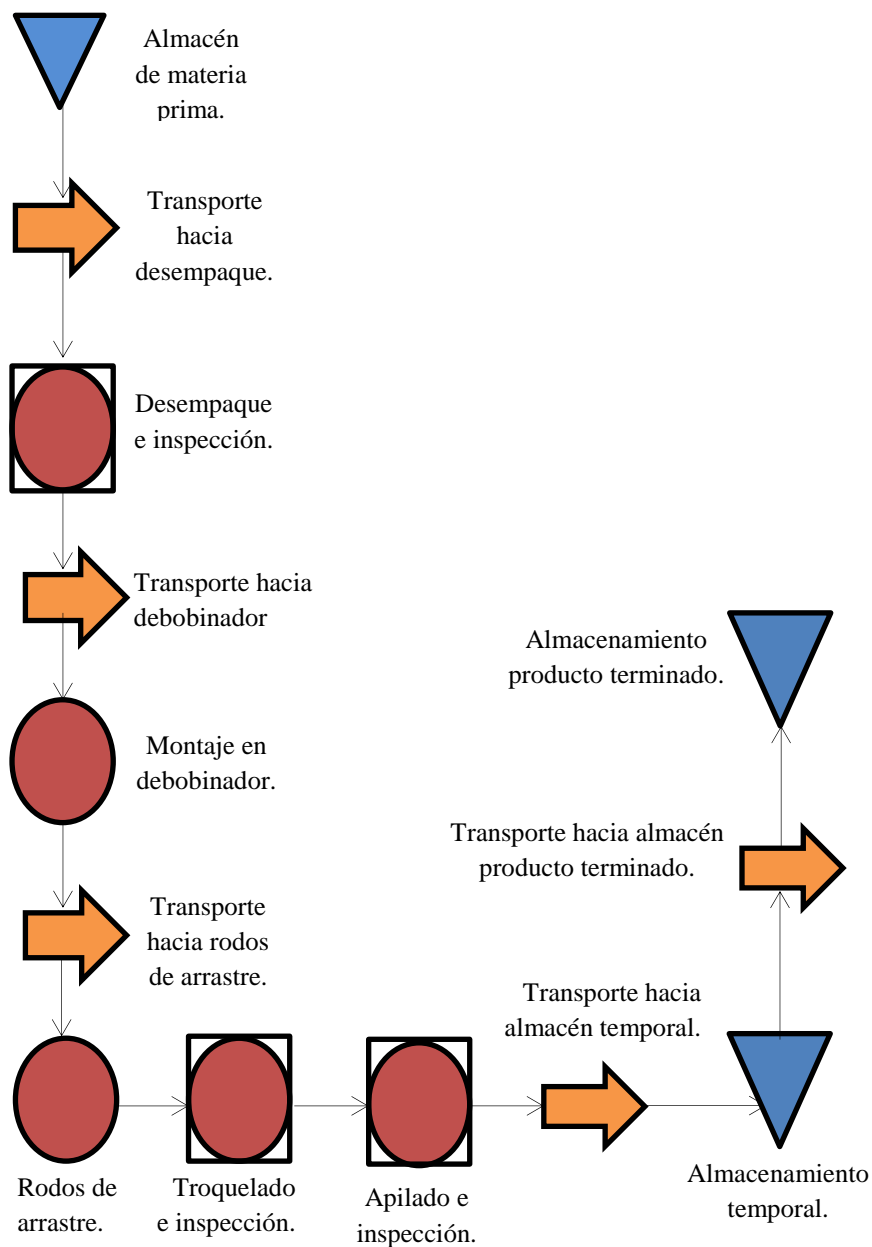 Almacén
de materia
prima.
Transporte
hacia
desempaque.
Desempaque
e inspección.
Transporte hacia
debobinador
Montaje en
debobinador.
Transporte
hacia rodos
de arrastre.
Rodos de
arrastre.
Troquelado
e inspección.
Apilado e
inspección.
Transporte hacia
almacén temporal.
Almacenamiento
temporal.
Transporte hacia almacén
producto terminado.
Almacenamiento
producto terminado.